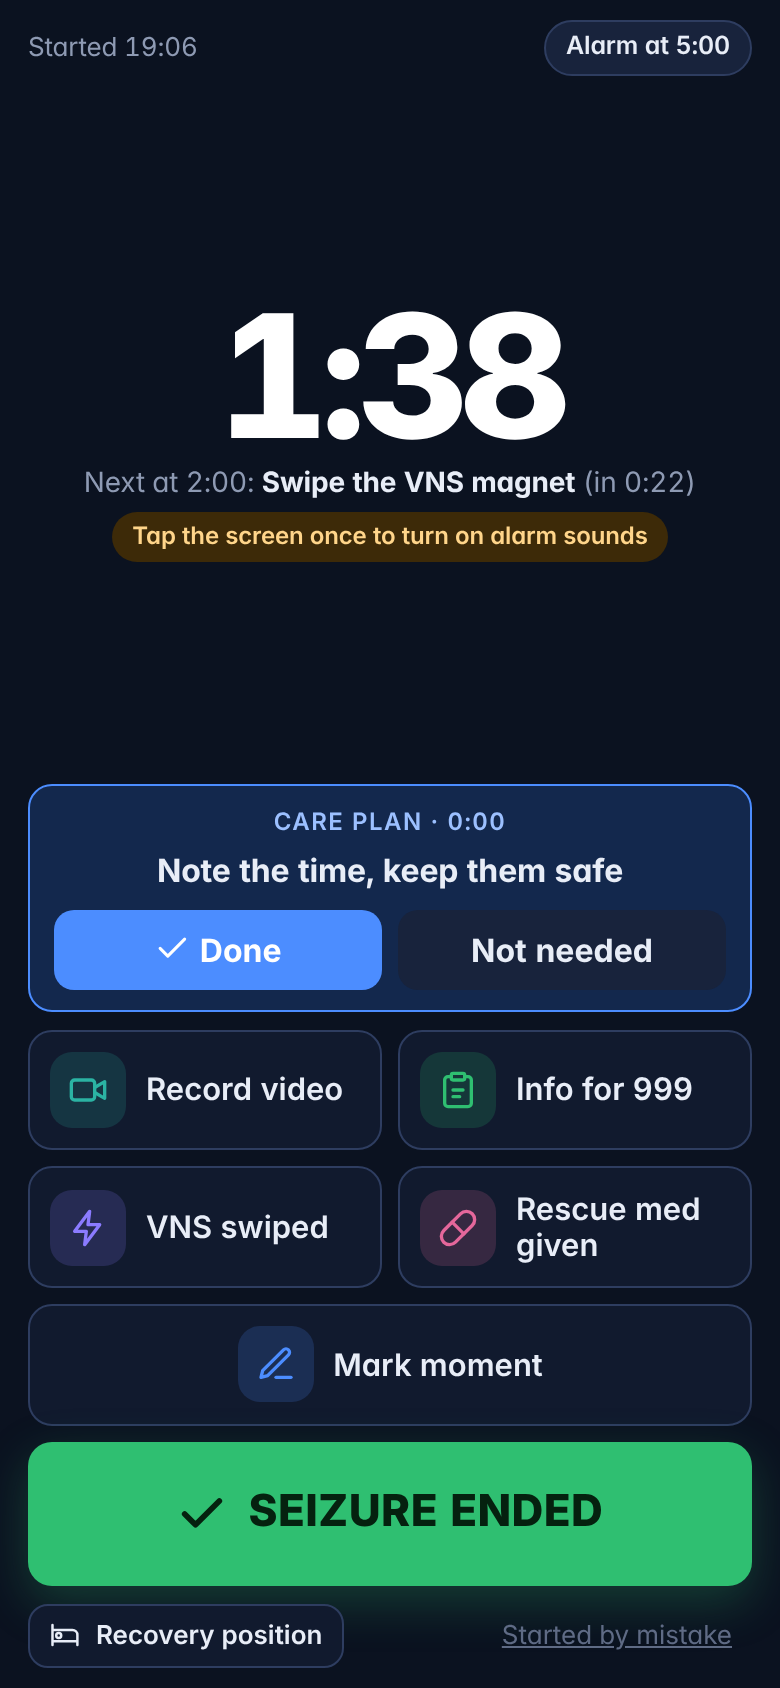 Started 19:06
Alarm at 5:00
1:38
Next at 2:00: Swipe the VNS magnet (in 0:22)
Tap the screen once to turn on alarm sounds
CARE PLAN · 0:00
Note the time, keep them safe
Done
Not needed
Record video
Info for 999
VNS swiped
Rescue med
given
Mark moment
SEIZURE ENDED
Recovery position
Started by mistake